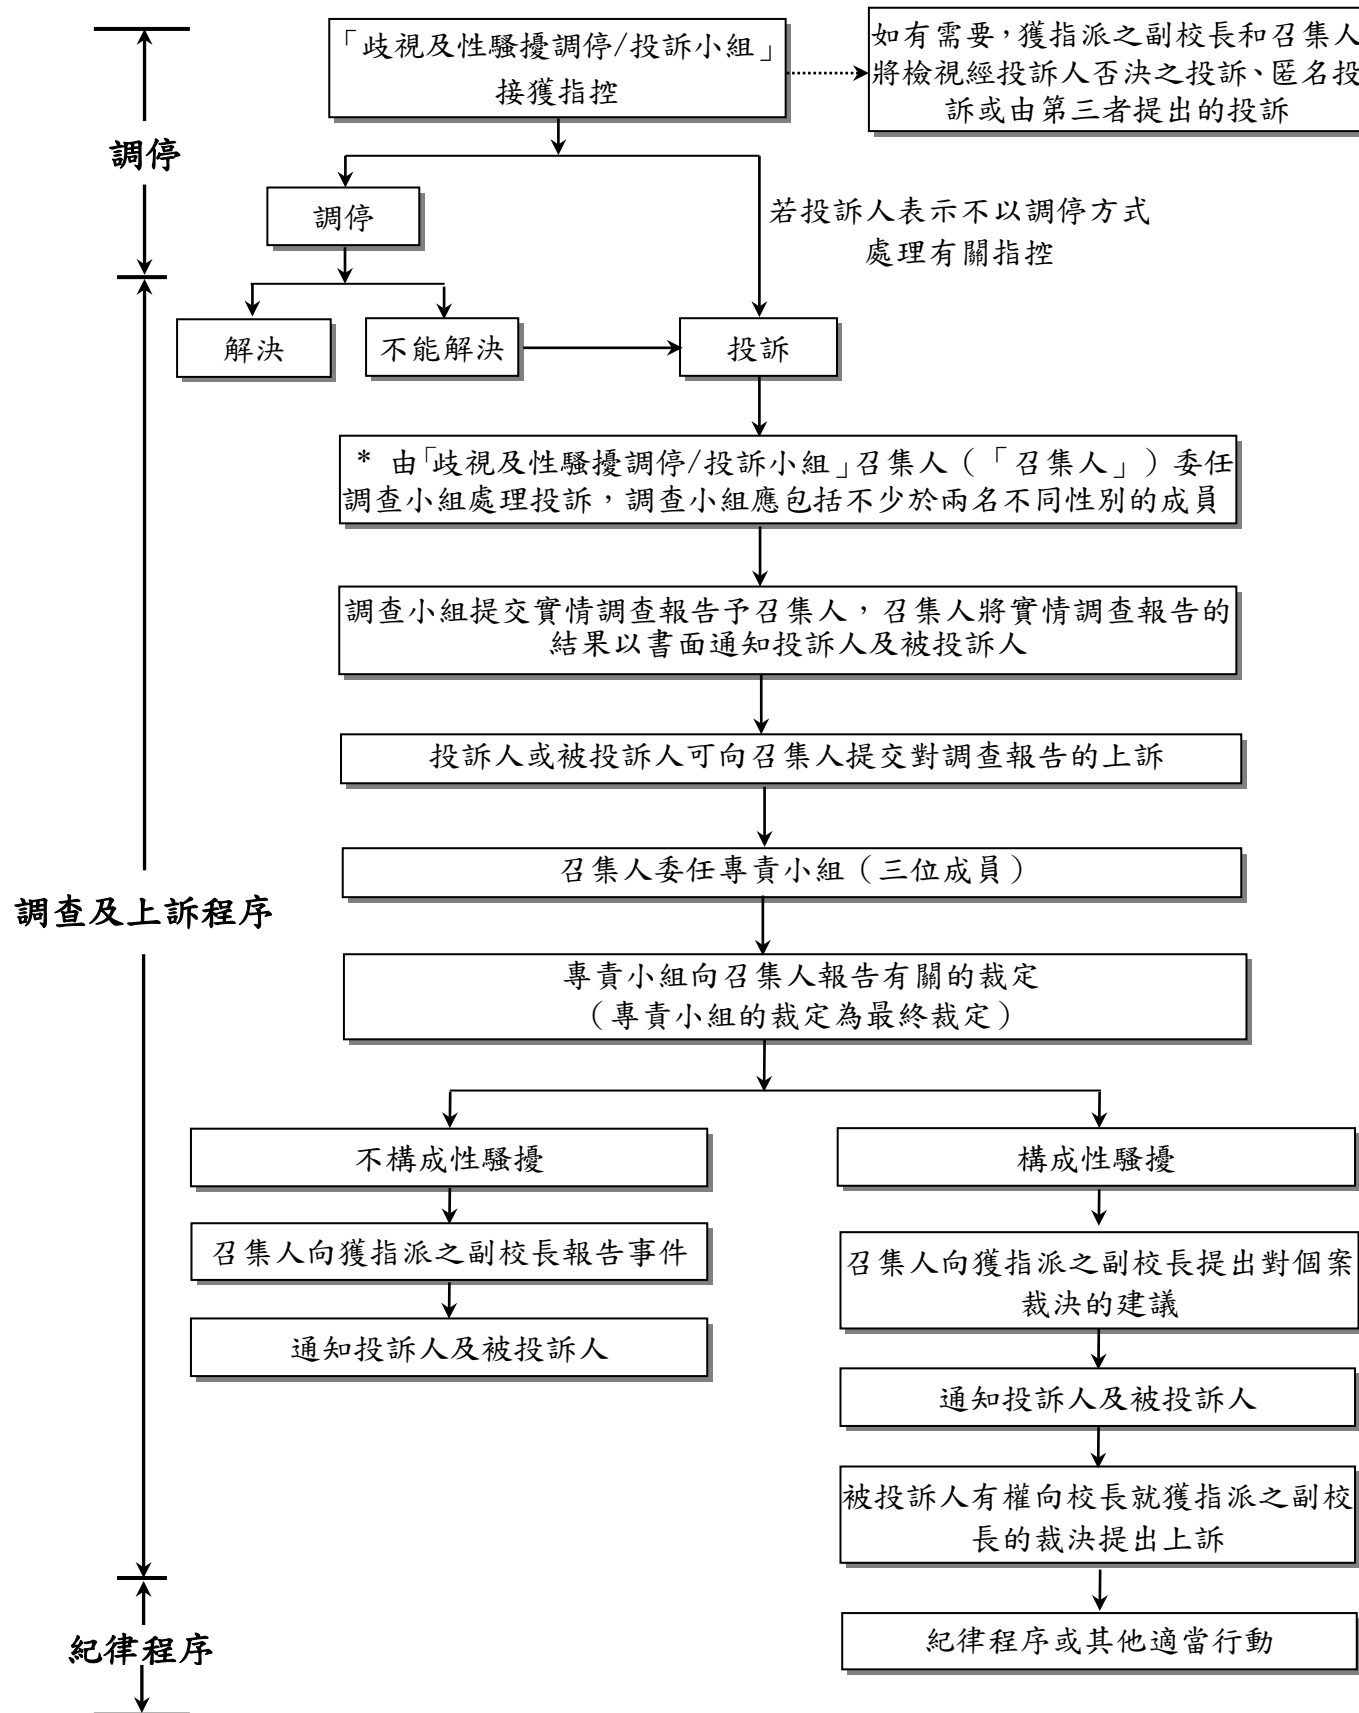 「歧視及性騷擾調停/投訴小組」
接獲指控
如有需要，獲指派之副校長和召集人
將檢視經投訴人否決之投訴、匿名投
訴或由第三者提出的投訴
調停
調停
若投訴人表示不以調停方式
處理有關指控
解決
不能解決
投訴
* 由「歧視及性騷擾調停/投訴小組」召集人（「召集人」）委任
調查小組處理投訴，調查小組應包括不少於兩名不同性別的成員
調查小組提交實情調查報告予召集人，召集人將實情調查報告的
結果以書面通知投訴人及被投訴人
投訴人或被投訴人可向召集人提交對調查報告的上訴
召集人委任專責小組（三位成員）
調查及上訴程序
專責小組向召集人報告有關的裁定
（專責小組的裁定為最終裁定）
不構成性騷擾
構成性騷擾
召集人向獲指派之副校長報告事件
召集人向獲指派之副校長提出對個案
裁決的建議
通知投訴人及被投訴人
通知投訴人及被投訴人
被投訴人有權向校長就獲指派之副校
長的裁決提出上訴
紀律程序
紀律程序或其他適當行動